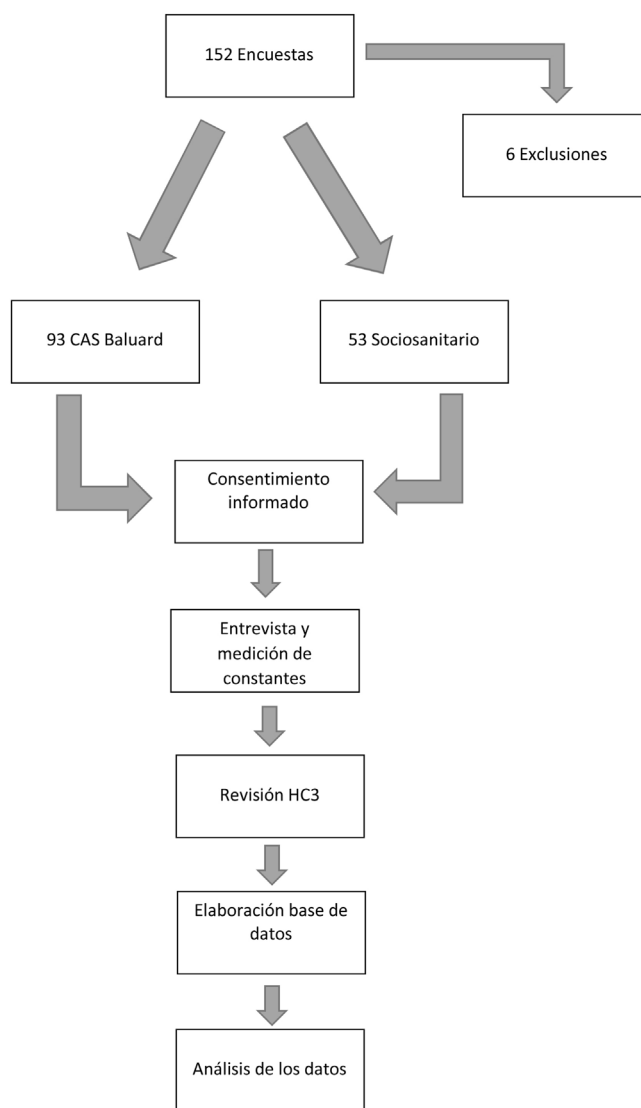 152 Encuestas
6 Exclusiones
93 CAS Baluard
53 Sociosanitario
Consentimiento
informado
Entrevista y
medición de
constantes
Revisión HC3
Elaboración base de
datos
Análisis de los datos